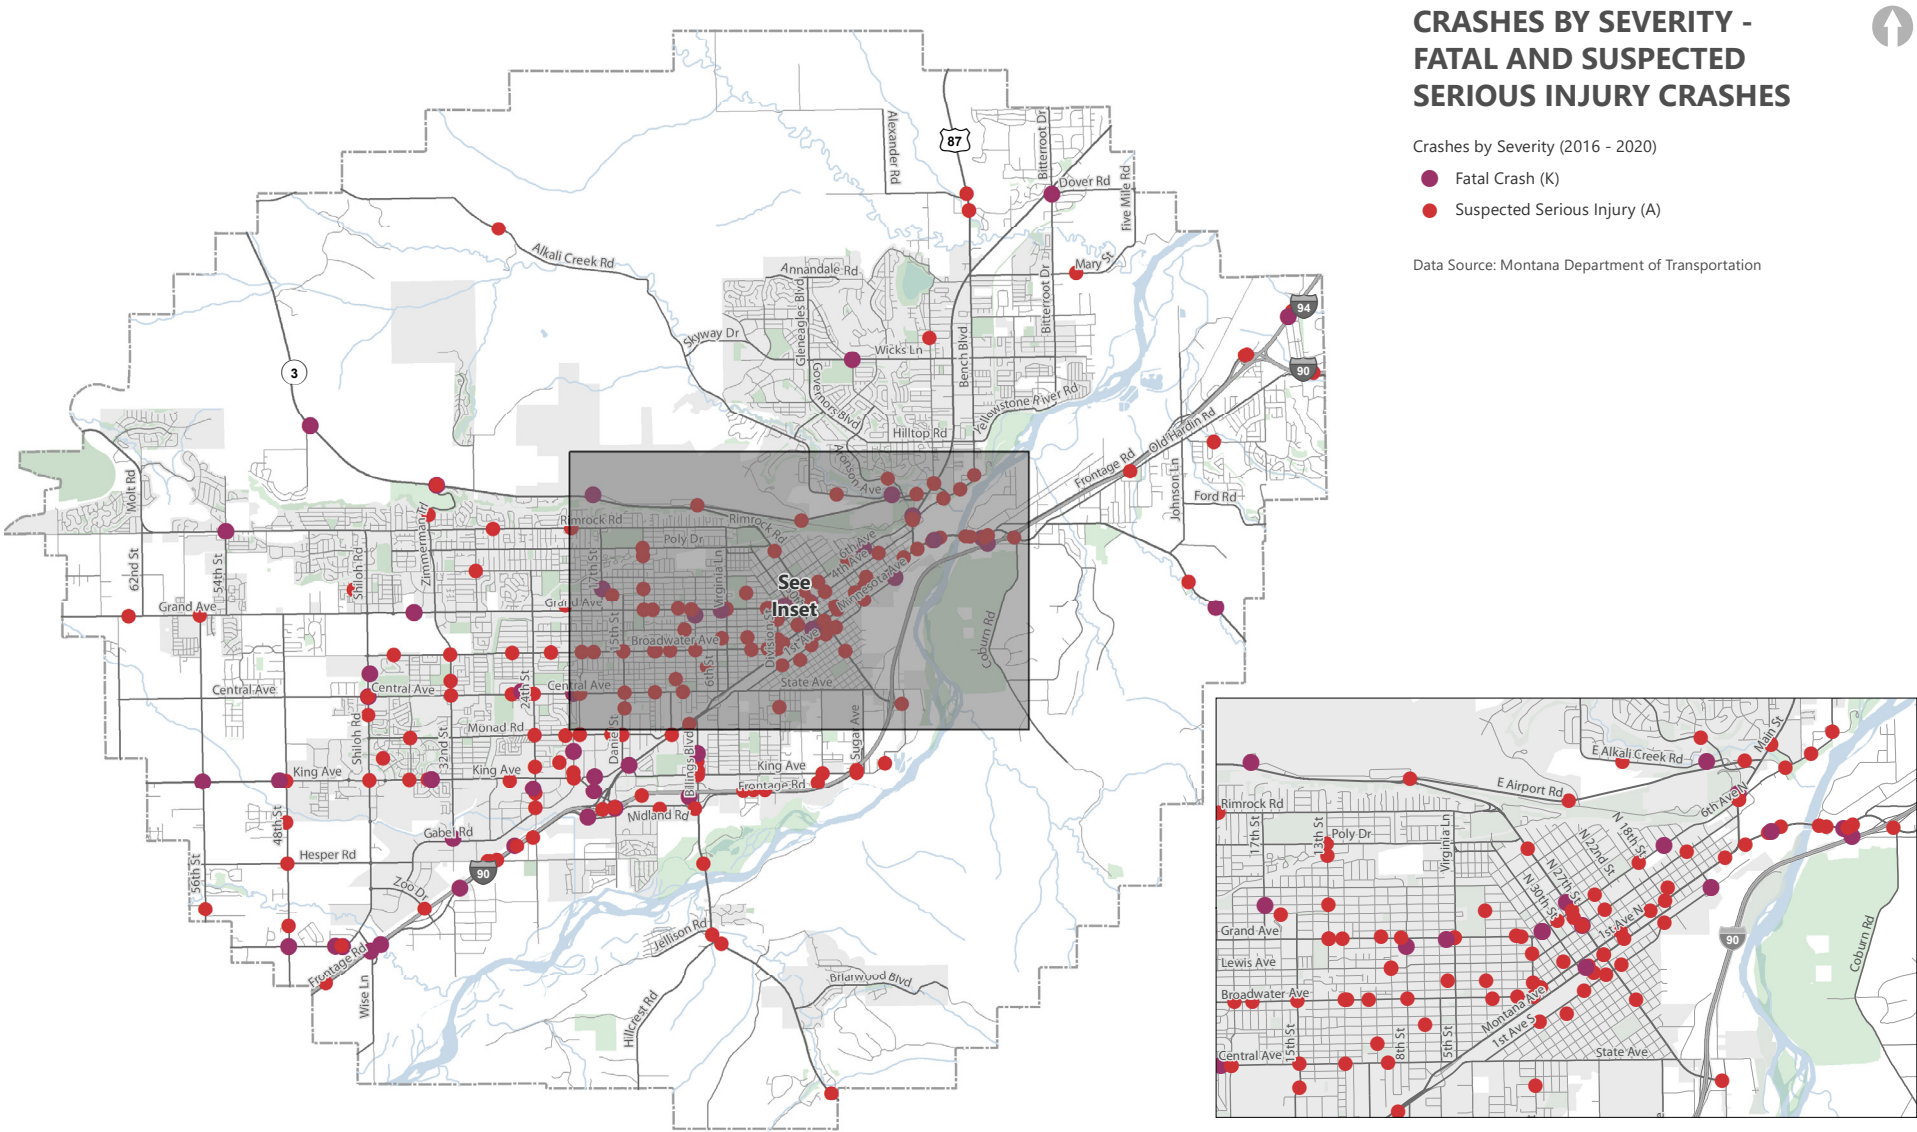 CRASHES BY SEVERITY -
FATAL AND SUSPECTED
SERIOUS INJURY CRASHES
Crashes by Severity (2016 - 2020)
Fatal Crash (K)
Suspected Serious Injury (A)
Data Source: Montana Department of Transportation
87
Alexander Rd
Bitterroot Dr
Dover Rd
Five Mile Rd
Alkali Creek Rd
Annandale Rd
Mary St
Gleneagles Blvd
Bitterroot Dr
94
Skyway Dr
Wicks Ln
Bench Blvd
90
3
Governors Blvd
Yellowstone River Rd
Hilltop Rd
Old Hardin Rd
Aronson Ave
Frontage Rd
Johnson Ln
Ford Rd
Molt Rd
Zimmerman Trl
Rimrock Rd
Rimrock Rd
Poly Dr
6th Ave
4th Ave
Minnesota Ave
62nd St
54th St
Shiloh Rd
17th St
Virginia Ln
See
Inset
Grand Ave
Grand Ave
15th St
Broadwater Ave
Division St
1st Ave
Coburn Rd
6th St
Central Ave
Central Ave
24th St
Central Ave
State Ave
Shiloh Rd
32nd St
Monad Rd
Daniel St
Billings Blvd
Sugar Ave
King Ave
King Ave
King Ave
Frontage Rd
48th St
Gabel Rd
Midland Rd
Hesper Rd
56th St
90
Zoo Dr
Jellison Rd
Frontage Rd
Wise Ln
Hillcrest Rd
Briarwood Blvd
E Alkali Creek Rd
Main St
E Airport Rd
6th Ave N
Rimrock Rd
17th St
13th St
Poly Dr
Virginia Ln
N 18th St
N 22nd St
N 27th St
N 30th St
1st Ave N
Grand Ave
Lewis Ave
90
Coburn Rd
Broadwater Ave
Montana Ave
1st Ave S
15th St
8th St
5th St
Central Ave
State Ave